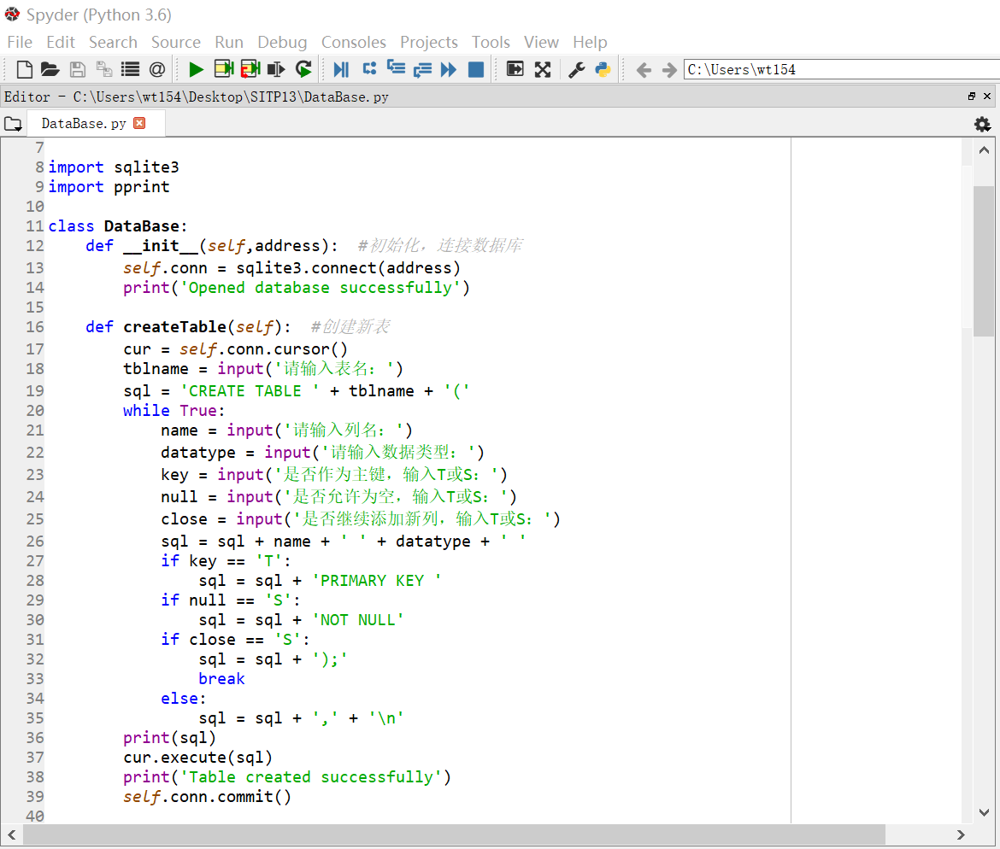 Spyder (Python 3.6)
File Edit Search Source Run Debug Consoles Projects Tools View Help
C:\Users\wt154
Editor - C:\Users\wt154\Desktop\SITP13\DataBase.py
DataBase.py
7
8 import sqlite3
9 import pprint
10
11 class DataBase:
12     def __init__(self,address):  #初始化，连接数据库
13         self.conn = sqlite3.connect(address)
14         print('Opened database successfully')
15
16     def createTable(self):  #创建新表
17         cur = self.conn.cursor()
18         tblname = input('请输入表名：')
19         sql = 'CREATE TABLE ' + tblname + '('
20         while True:
21             name = input('请输入列名：')
22             datatype = input('请输入数据类型：')
23             key = input('是否作为主键，输入T或S：')
24             null = input('是否允许为空，输入T或S：')
25             close = input('是否继续添加新列，输入T或S：')
26             sql = sql + name + ' ' + datatype + ' '
27             if key == 'T':
28                 sql = sql + 'PRIMARY KEY '
29             if null == 'S':
30                 sql = sql + 'NOT NULL'
31             if close == 'S':
32                 sql = sql + ');'
33                 break
34             else:
35                 sql = sql + ',' + '\n'
36         print(sql)
37         cur.execute(sql)
38         print('Table created successfully')
39         self.conn.commit()
40